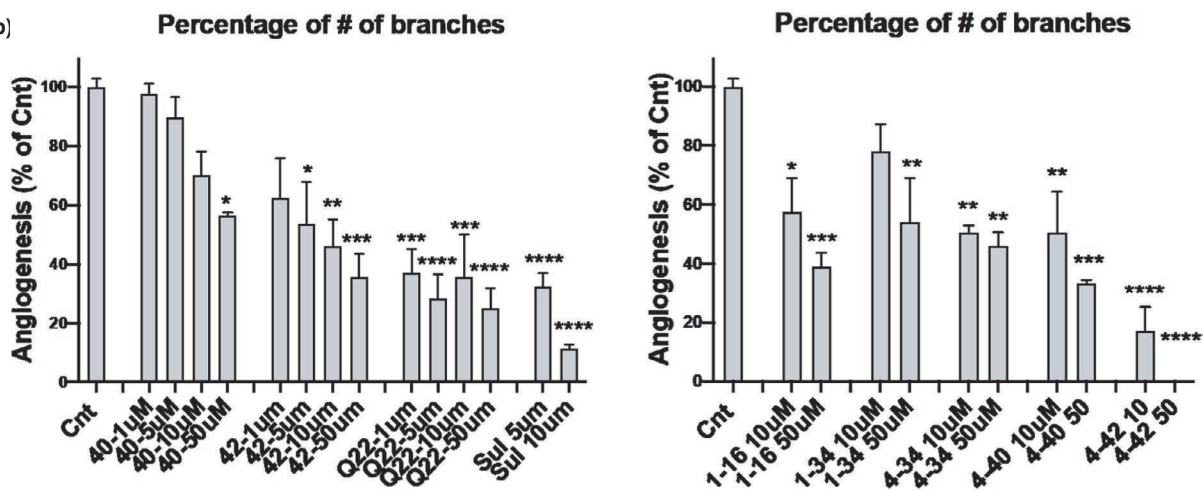 b)
Percentage of # of branches
Angiogenesis (% of Cnt)
100
80
60
40
20
0
*
*
**
***
***
****
***
****
****
****
Cnt
40-1uM
40-5uM
40-10uM
40-50uM
42-1um
42-5um
42-10um
42-50um
Q22-1um
Q22-5um
Q22-10um
Q22-50um
Sul 5um
Sul 10um
Percentage of # of branches
Angiogenesis (% of Cnt)
100
80
60
40
20
0
*
***
**
**
**
**
***
****
****
Cnt
1-16 10uM
1-16 50uM
1-34 10uM
1-34 50uM
4-34 10uM
4-34 50uM
4-40 10uM
4-40 50
4-42 10
4-42 50